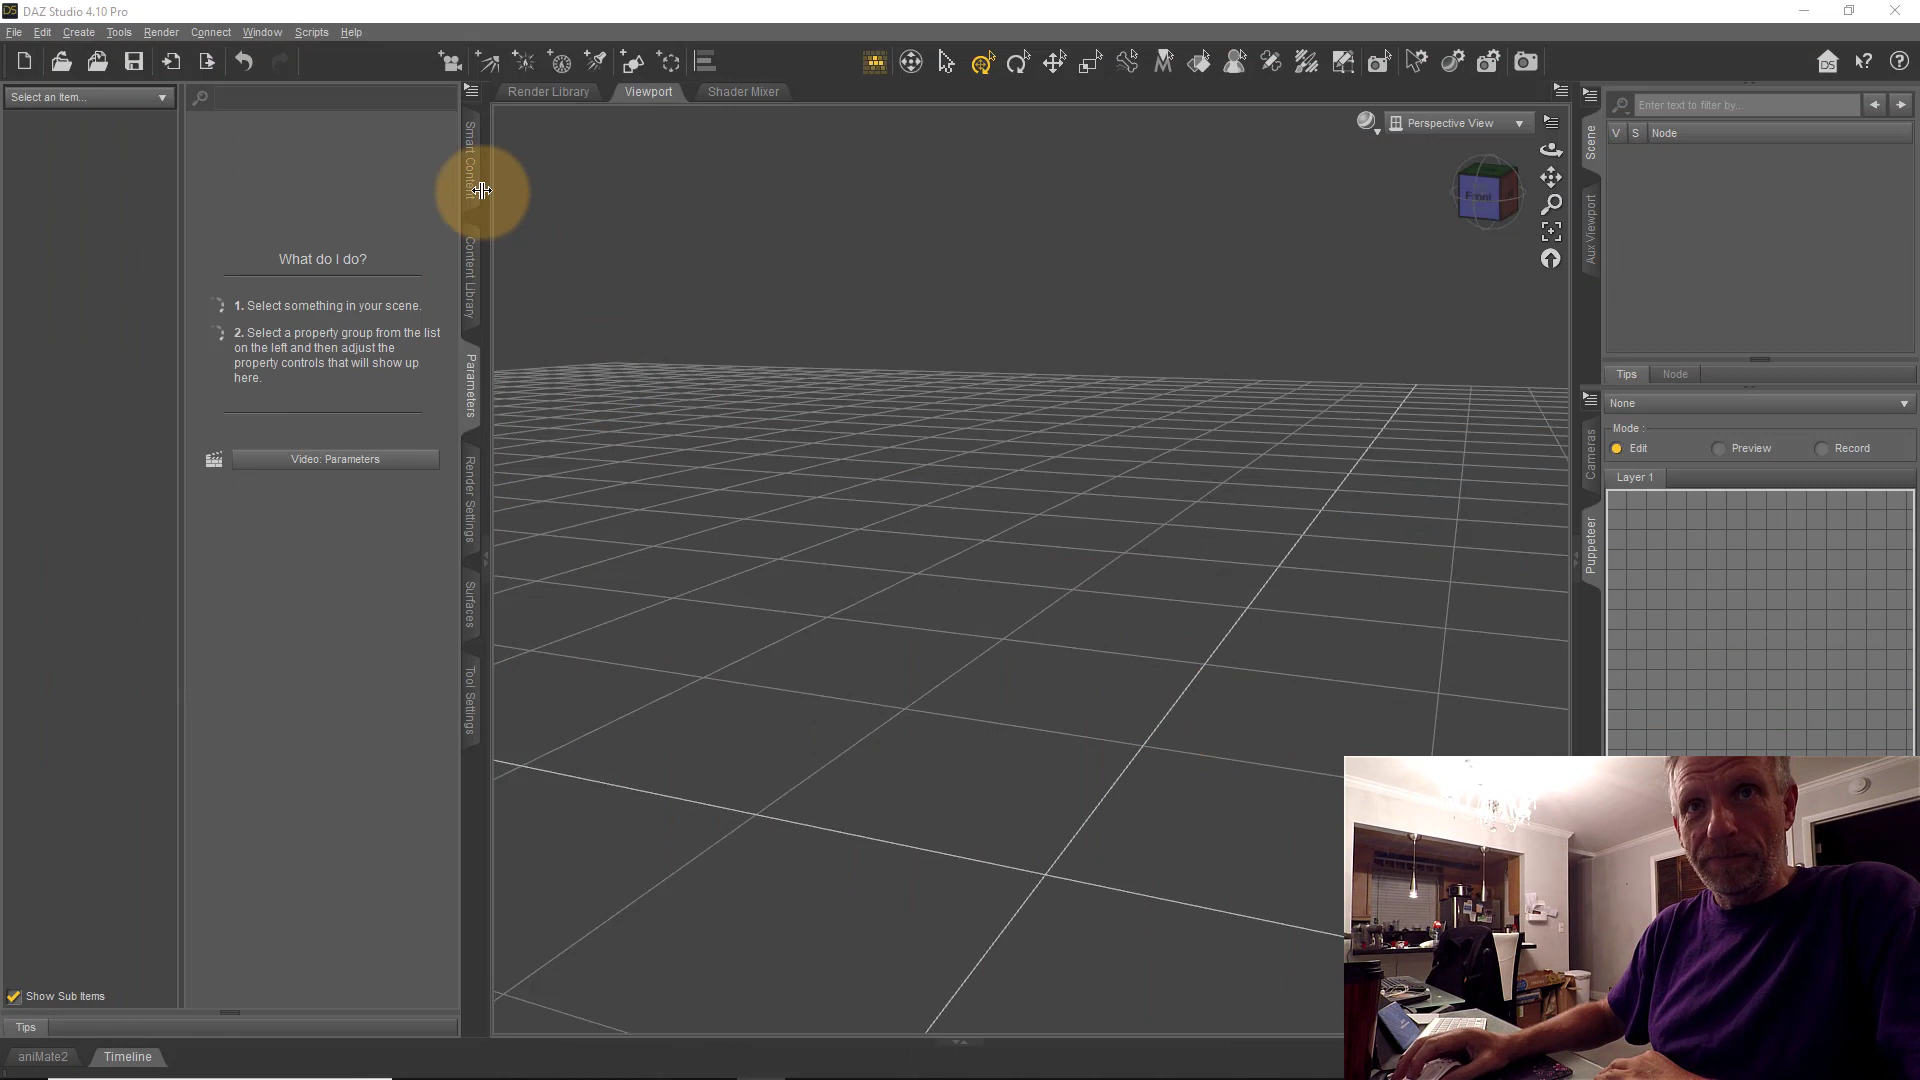 DAZ Studio 4.10 Pro
File Edit Create Tools Render Connect Window Scripts Help
Select an Item...
What do I do?
1. Select something in your scene.
2. Select a property group from the list
on the left and then adjust the
property controls that will show up
here.
Video: Parameters
Show Sub Items
Tips
aniMate2 Timeline
Smart Content
Content Library
Parameters
Render Settings
Surfaces
Tool Settings
Render Library Viewport Shader Mixer
Perspective View
Front
Scene
Aux Viewport
Enter text to filter by...
V S Node
Tips Node
Cameras
Puppeteer
None
Mode :
Edit Preview Record
Layer 1